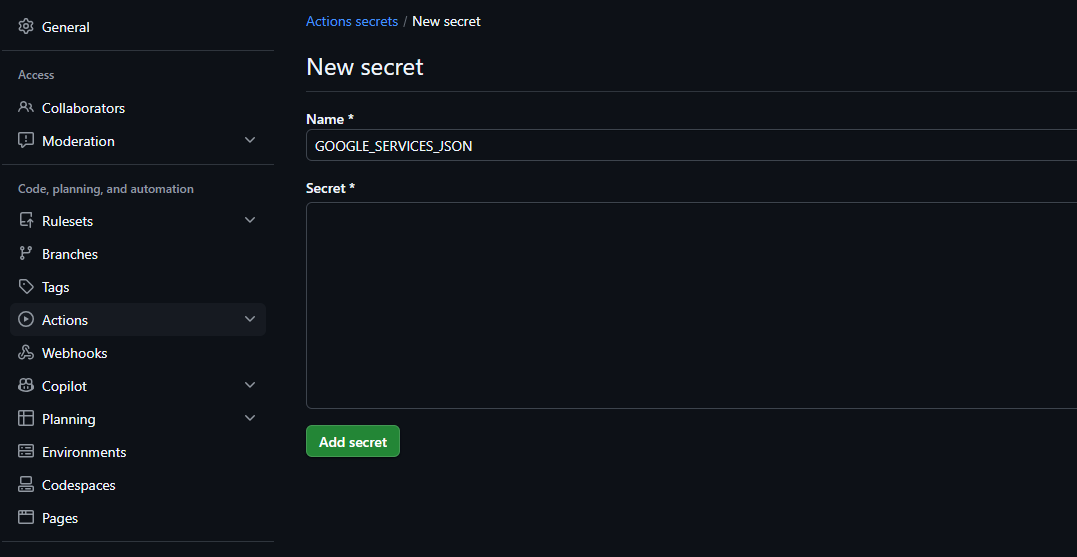 General
Access
Collaborators
Moderation
Code, planning, and automation
Rulesets
Branches
Tags
Actions
Webhooks
Copilot
Planning
Environments
Codespaces
Pages
Actions secrets / New secret
New secret
Name *
GOOGLE_SERVICES_JSON
Secret *
Add secret